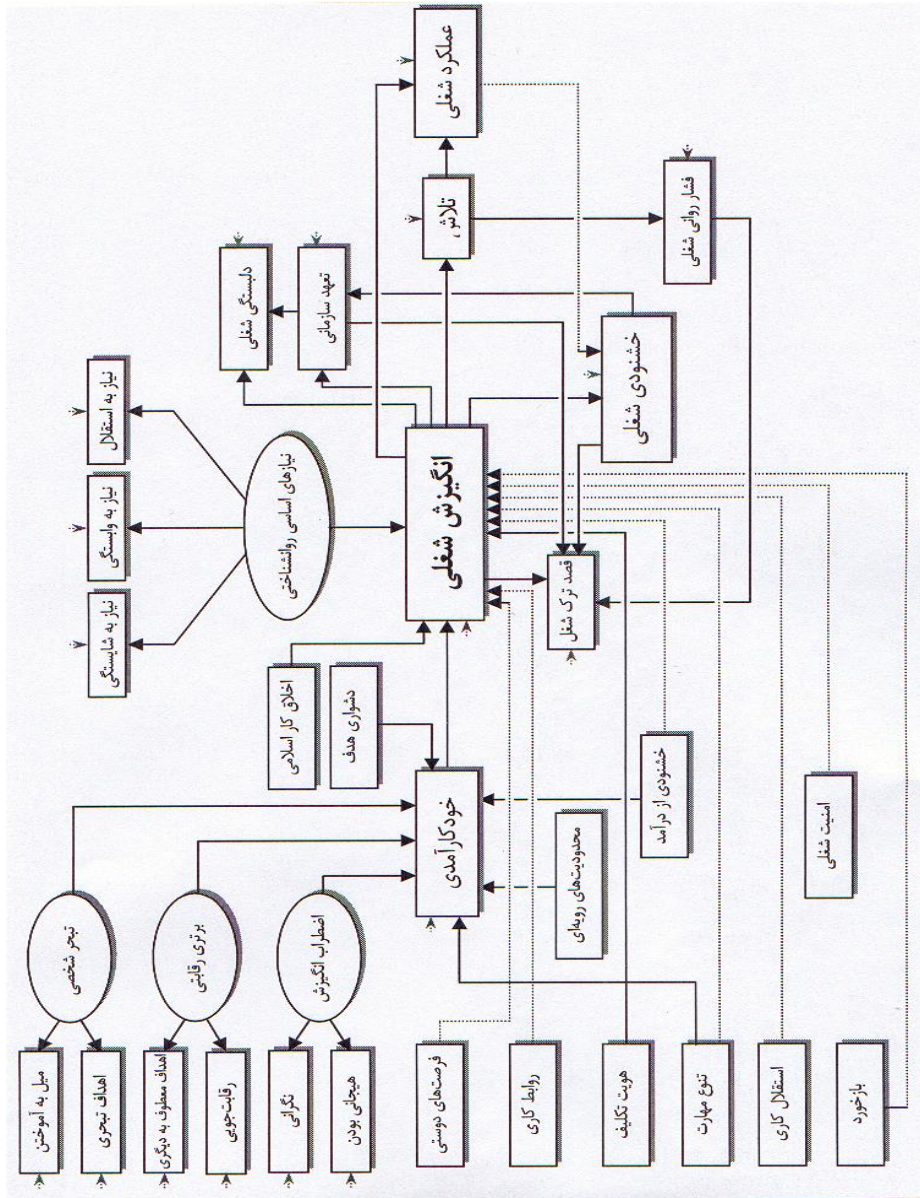 میل به آموختن
اهداف تبحری
اهداف معطوف به دیگری
رقابت‌جویی
نگرانی
هیجانی بودن
فرصت‌های دوستی
روابط کاری
هویت تکلیف
تنوع مهارت
استقلال کاری
بازخورد
تبحر شخصی
برتری رقابتی
اضطراب انگیزش
خودکارآمدی
محدودیت‌های رویه‌ای
خشنودی از درآمد
امنیت شغلی
اخلاق کار اسلامی
دشواری هدف
نیاز به شایستگی
نیاز به وابستگی
نیاز به استقلال
نیازهای اساسی روانشناختی
انگیزش شغلی
قصد ترک شغل
دلبستگی شغلی
تعهد سازمانی
خشنودی شغلی
تلاش
فشار روانی شغلی
عملکرد شغلی